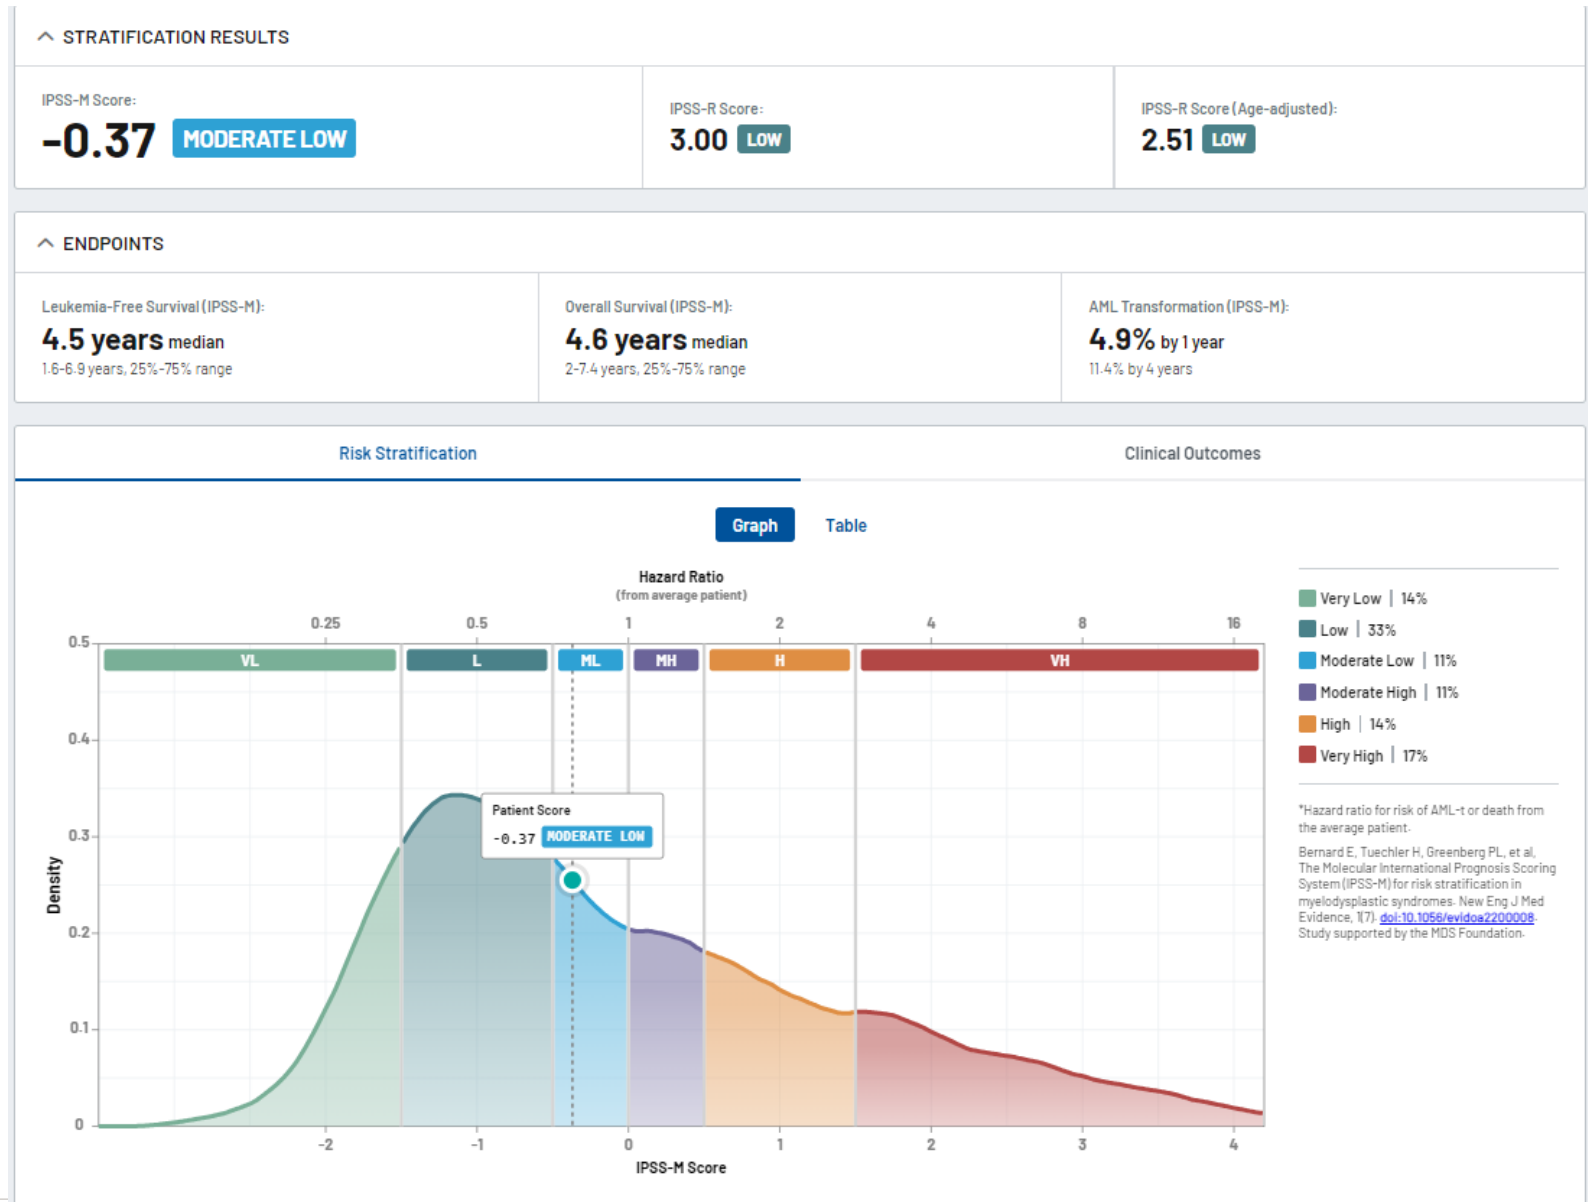 STRATIFICATION RESULTS
IPSS-M Score:
-0.37 MODERATE LOW
IPSS-R Score:
3.00 LOW
IPSS-R Score (Age-adjusted):
2.51 LOW
ENDPOINTS
Leukemia-Free Survival (IPSS-M):
4.5 years median
1.6-6.9 years, 25%-75% range
Overall Survival (IPSS-M):
4.6 years median
2-7.4 years, 25%-75% range
AML Transformation (IPSS-M):
4.9% by 1 year
11.4% by 4 years
Risk Stratification
Clinical Outcomes
Graph
Table
Hazard Ratio
(from average patient)
0.25 0.5 1 2 4 8 16
VL L ML MH H VH
0.5
0.4
0.3
0.2
0.1
0
Density
Patient Score
-0.37 MODERATE LOW
-2 -1 0 1 2 3 4
IPSS-M Score
Very Low | 14%
Low | 33%
Moderate Low | 11%
Moderate High | 11%
High | 14%
Very High | 17%
*Hazard ratio for risk of AML-t or death from
the average patient.
Bernard E, Tuechler H, Greenberg PL, et al,
The Molecular International Prognosis Scoring
System (IPSS-M) for risk stratification in
myelodysplastic syndromes. New Eng J Med
Evidence, 1(7). doi:10.1056/evidoa2200008.
Study supported by the MDS Foundation.